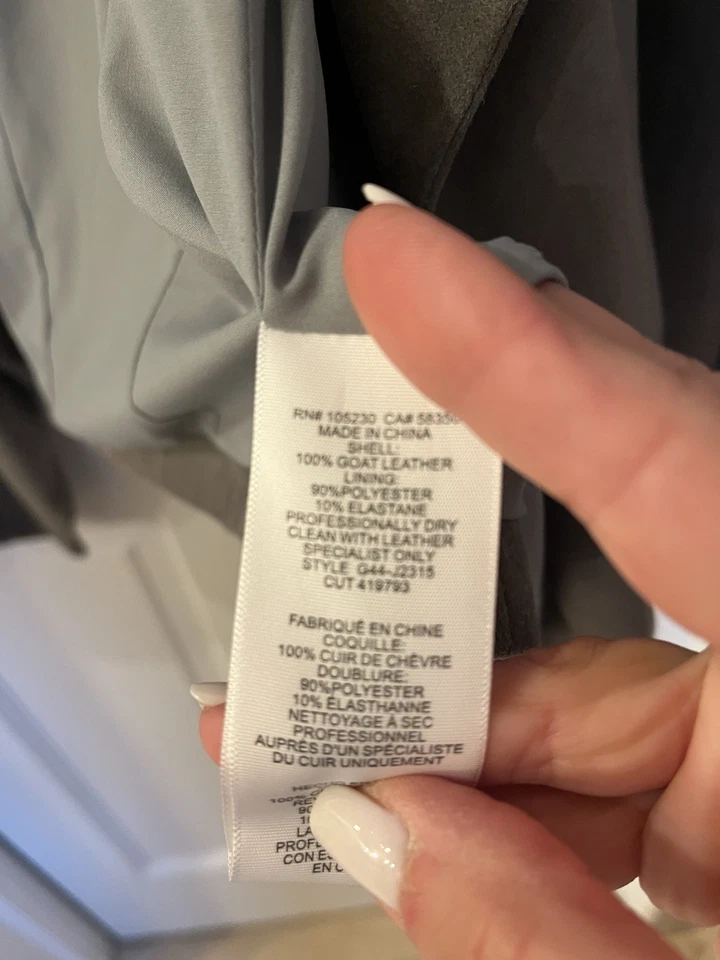 RN# 105230 CA#
MADE IN CHINA
SHELL:
100% GOAT LEATHER
LINING:
90%POLYESTER
10% ELASTANE
PROFESSIONALLY DRY
CLEAN WITH LEATHER
SPECIALIST ONLY
STYLE G44-J2315
CUT 419793
FABRIQUÉ EN CHINE
COQUILLE:
100% CUIR DE CHÈVRE
DOUBLURE:
90%POLYESTER
10% ÉLASTHANNE
NETTOYAGE À SEC
PROFESSIONNEL
AUPRÈS D'UN SPÉCIALISTE
DU CUIR UNIQUEMENT
100%